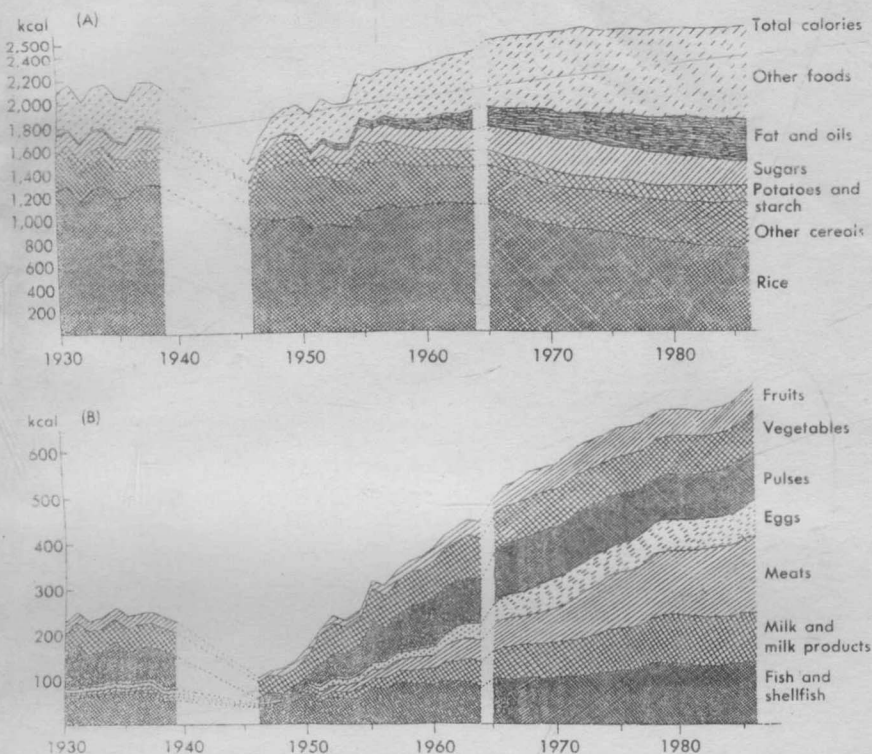 kcal (A)
2,500
2,400
2,200
2,000
1,800
1,600
1,400
1,200
1,000
800
600
400
200
Total calories
Other foods
Fat and oils
Sugars
Potatoes and
starch
Other cereals
Rice
1930 1940 1950 1960 1970 1980
kcal (B)
600
500
400
300
200
100
Fruits
Vegetables
Pulses
Eggs
Meats
Milk and
milk products
Fish and
shellfish
1930 1940 1950 1960 1970 1980